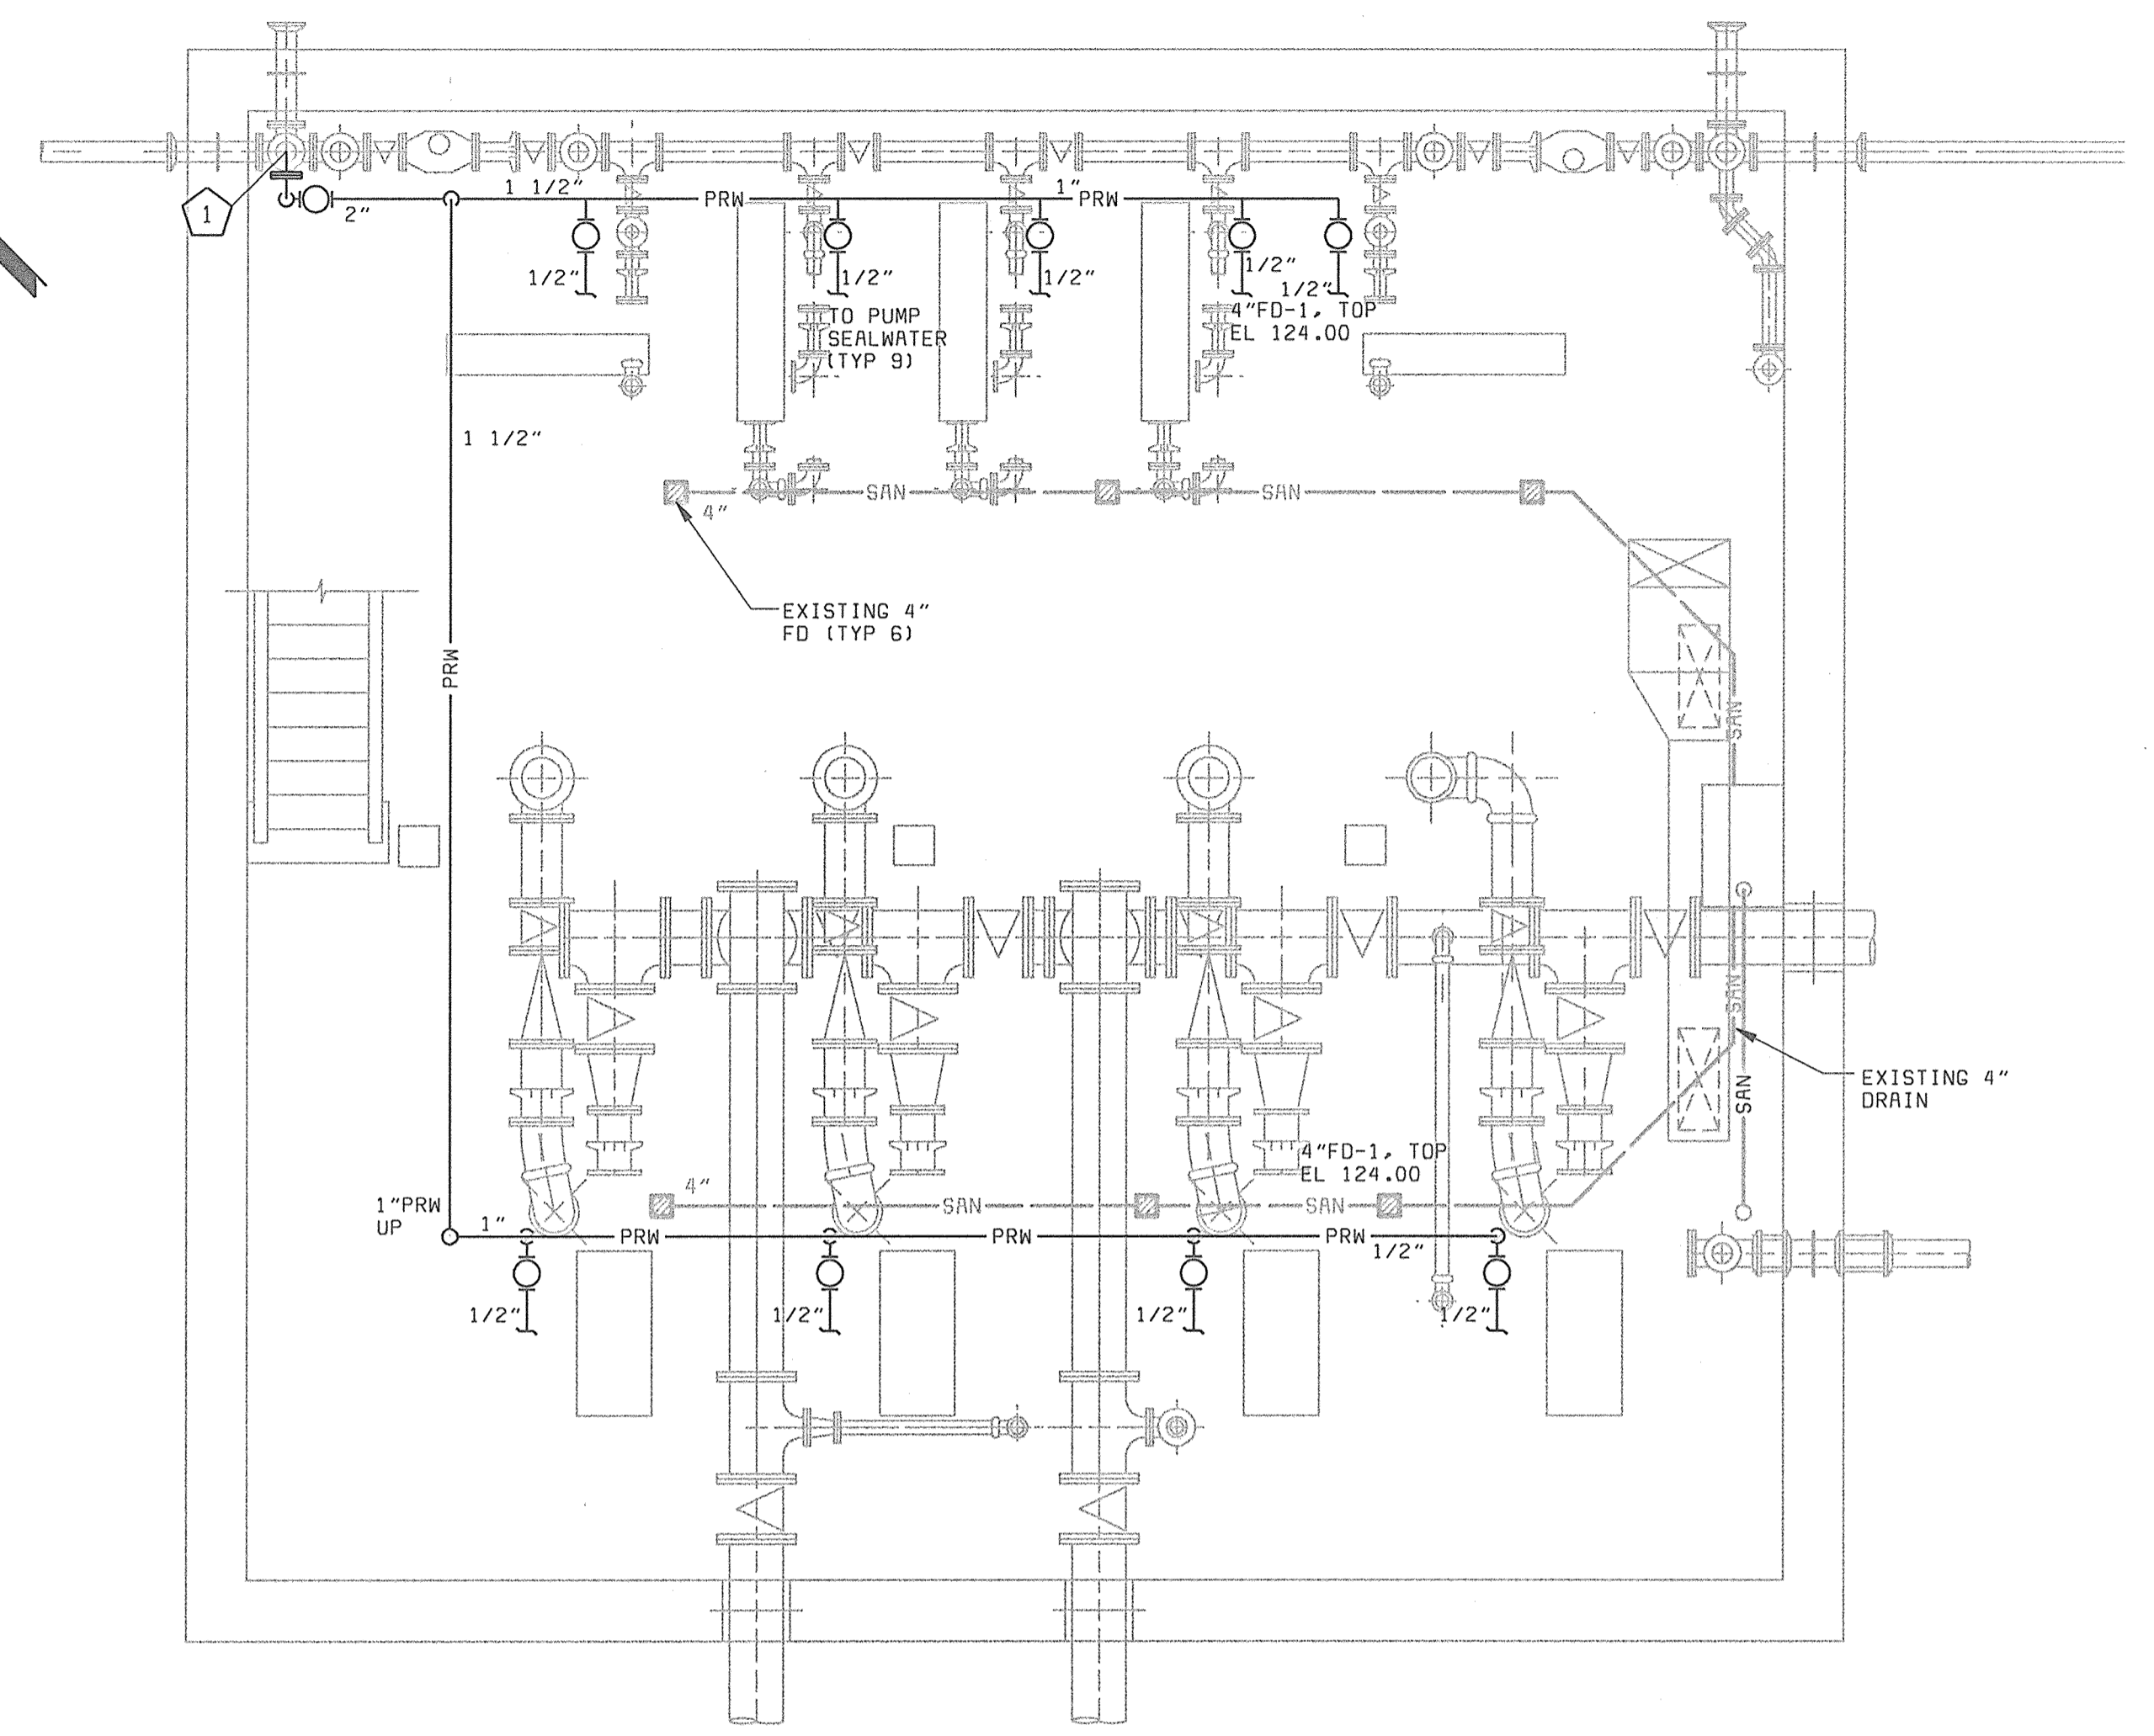 1
2"
1 1/2"
PRW
1"
PRW
1/2"
1/2"
1/2"
1/2"
1/2"
TO PUMP
SEALWATER
(TYP 9)
4"FD-1, TOP
EL 124.00
1 1/2"
4"
SAN
SAN
EXISTING 4"
FD (TYP 6)
PRW
SAN
SAN
SAN
EXISTING 4"
DRAIN
4"FD-1, TOP
EL 124.00
4"
SAN
SAN
1"PRW
UP
1"
PRW
PRW
PRW
1/2"
1/2"
1/2"
1/2"
1/2"